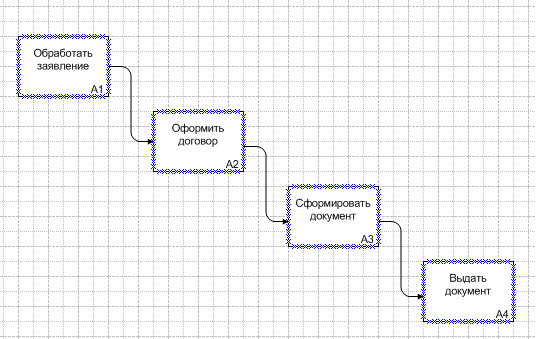 Обработать
заявление
A1
Оформить
договор
A2
Сформировать
документ
A3
Выдать
документ
A4